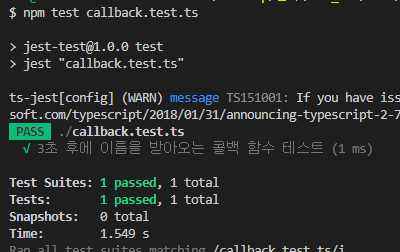 $ npm test callback.test.ts
> jest-test@1.0.0 test
> jest "callback.test.ts"
ts-jest[config] (WARN) message TS151001: If you have iss
soft.com/typescript/2018/01/31/announcing-typescript-2-7
PASS ./callback.test.ts
√ 3초 후에 이름을 받아오는 콜백 함수 테스트 (1 ms)
Test Suites: 1 passed, 1 total
Tests: 1 passed, 1 total
Snapshots: 0 total
Time: 1.549 s
Ran all test suites matching /callback.test.ts/i